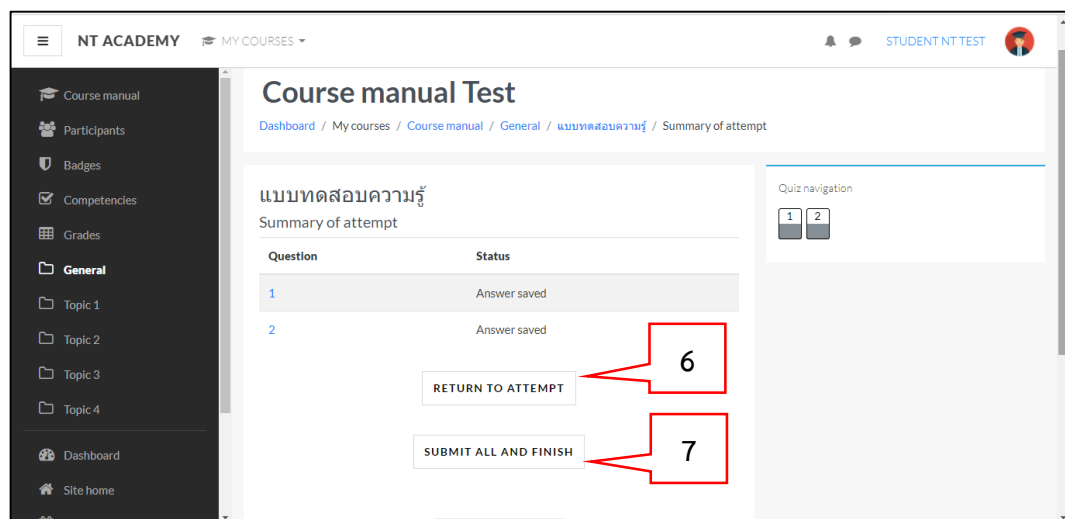 NT ACADEMY MY COURSES STUDENT NT TEST
Course manual
Participants
Badges
Competencies
Grades
General
Topic 1
Topic 2
Topic 3
Topic 4
Dashboard
Site home
Course manual Test
Dashboard / My courses / Course manual / General / แบบทดสอบความรู้ / Summary of attempt
แบบทดสอบความรู้
Summary of attempt
Question Status
1 Answer saved
2 Answer saved
RETURN TO ATTEMPT
6
SUBMIT ALL AND FINISH
7
Quiz navigation
1 2